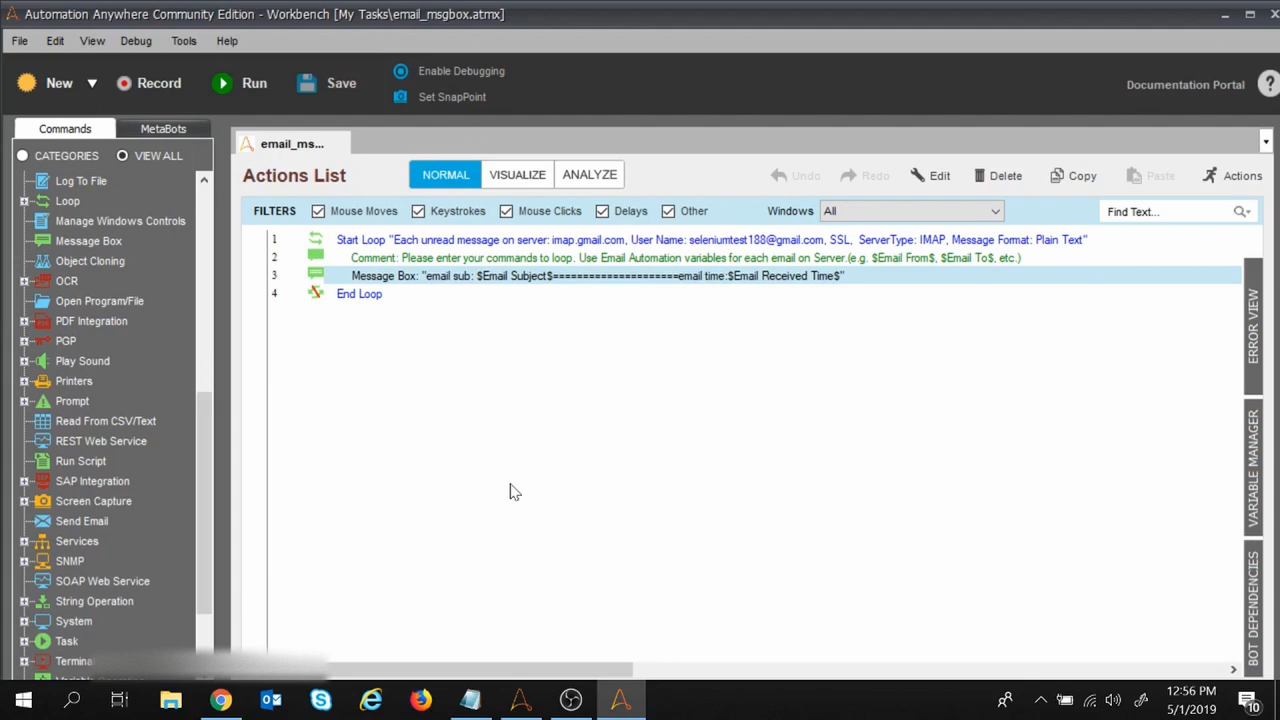 Automation Anywhere Community Edition - Workbench [My Tasks\email_msgbox.atmx]
File Edit View Debug Tools Help
New Record Run Save
Enable Debugging
Set SnapPoint
Documentation Portal
Commands MetaBots
CATEGORIES VIEW ALL
Log To File
Loop
Manage Windows Controls
Message Box
Object Cloning
OCR
Open Program/File
PDF Integration
PGP
Play Sound
Printers
Prompt
Read From CSV/Text
REST Web Service
Run Script
SAP Integration
Screen Capture
Send Email
Services
SNMP
SOAP Web Service
String Operation
System
Task
email_ms...
Actions List NORMAL VISUALIZE ANALYZE Undo Redo Edit Delete Copy Paste Actions
FILTERS Mouse Moves Keystrokes Mouse Clicks Delays Other Windows All Find Text...
1 Start Loop "Each unread message on server: imap.gmail.com, User Name: seleniumtest188@gmail.com, SSL, ServerType: IMAP, Message Format: Plain Text"
2 Comment: Please enter your commands to loop. Use Email Automation variables for each email on Server.(e.g. $Email From$, $Email To$, etc.)
3 Message Box: "email sub: $Email Subject$=====================email time:$Email Received Time$"
4 End Loop
ERROR VIEW
VARIABLE MANAGER
BOT DEPENDENCIES
12:56 PM
5/1/2019
10